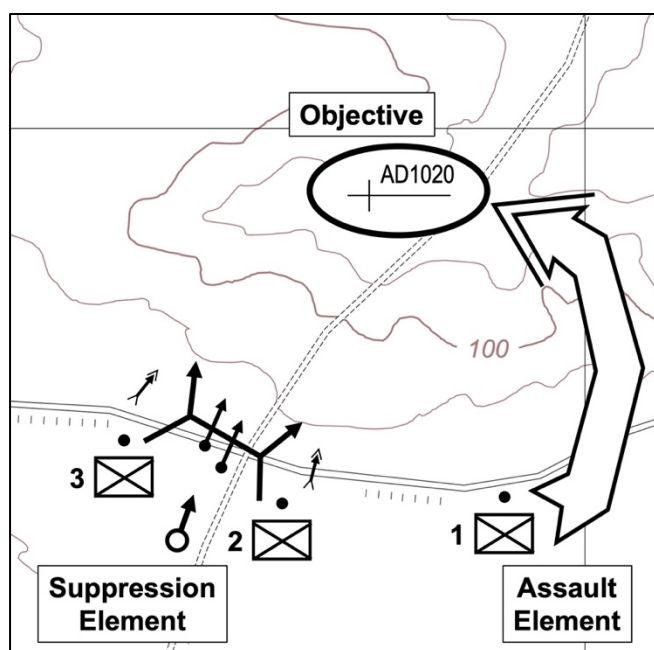 Objective
AD1020
100
3
2
1
Suppression
Element
Assault
Element